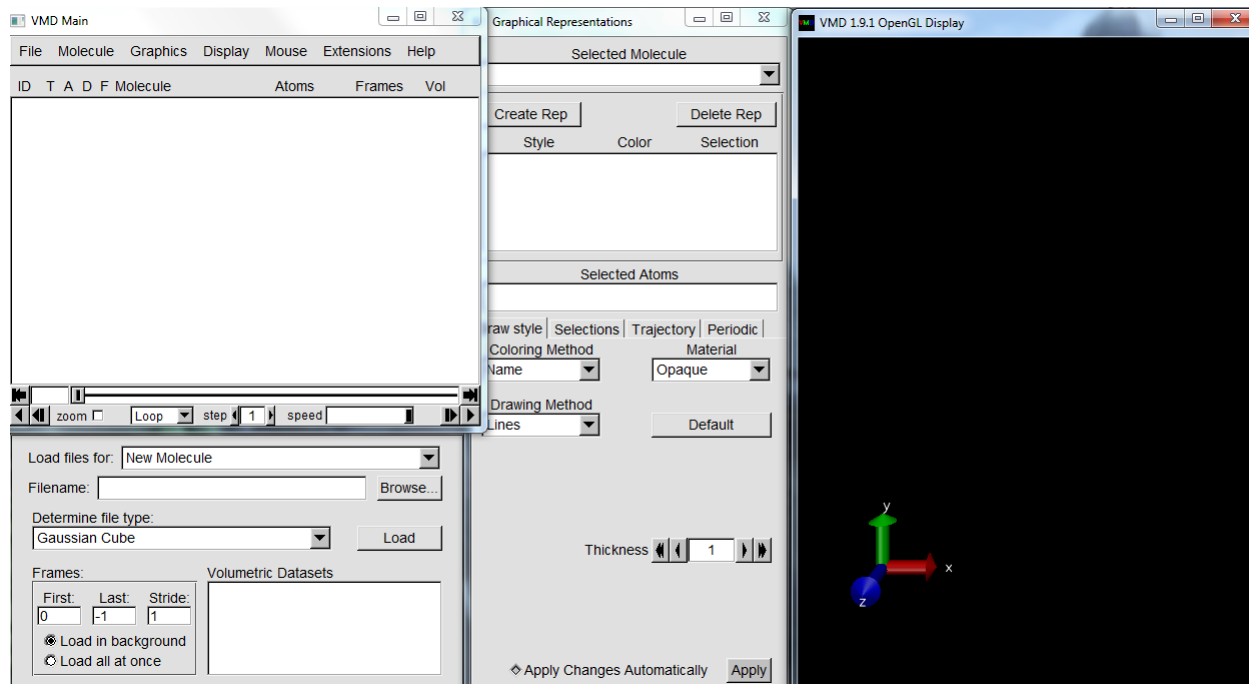 VMD Main
File Molecule Graphics Display Mouse Extensions Help
ID T A D F Molecule Atoms Frames Vol
zoom Loop step 1 speed
Load files for: New Molecule
Filename: Browse...
Determine file type:
Gaussian Cube Load
Frames: Volumetric Datasets
First: Last: Stride:
0 -1 1
Load in background
Load all at once
Graphical Representations
Selected Molecule
Create Rep Delete Rep
Style Color Selection
Selected Atoms
raw style Selections Trajectory Periodic
Coloring Method Material
Name Opaque
Drawing Method
Lines Default
Thickness 1
Apply Changes Automatically Apply
VMD 1.9.1 OpenGL Display
y
x
z